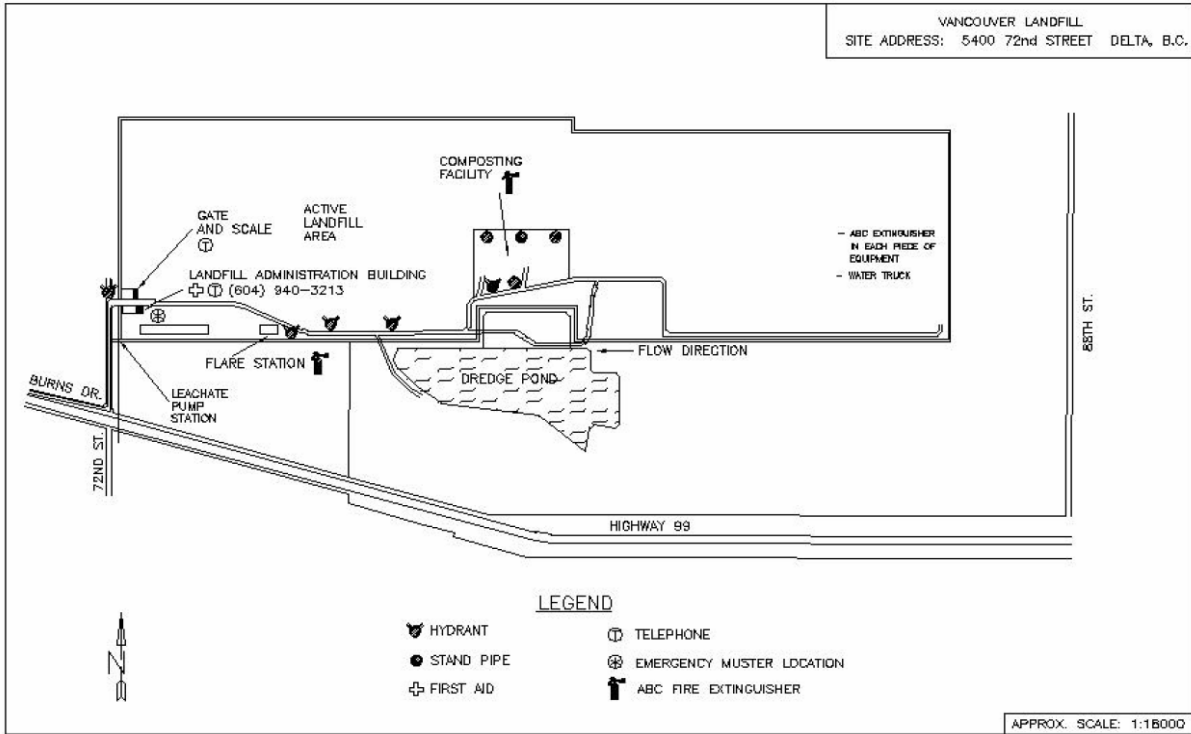 VANCOUVER LANDFILL
SITE ADDRESS: 5400 72nd STREET DELTA, B.C.
COMPOSTING
FACILITY
GATE
AND SCALE
ACTIVE
LANDFILL
AREA
- ABC EXTINGUISHER
IN EACH PIECE OF
EQUIPMENT
- WATER TRUCK
LANDFILL ADMINISTRATION BUILDING
(604) 940-3213
88TH ST.
FLARE STATION
FLOW DIRECTION
DREDGE POND
BURNS DR.
LEACHATE
PUMP
STATION
72ND ST.
HIGHWAY 99
LEGEND
HYDRANT
STAND PIPE
FIRST AID
TELEPHONE
EMERGENCY MUSTER LOCATION
ABC FIRE EXTINGUISHER
N
APPROX. SCALE: 1:18000